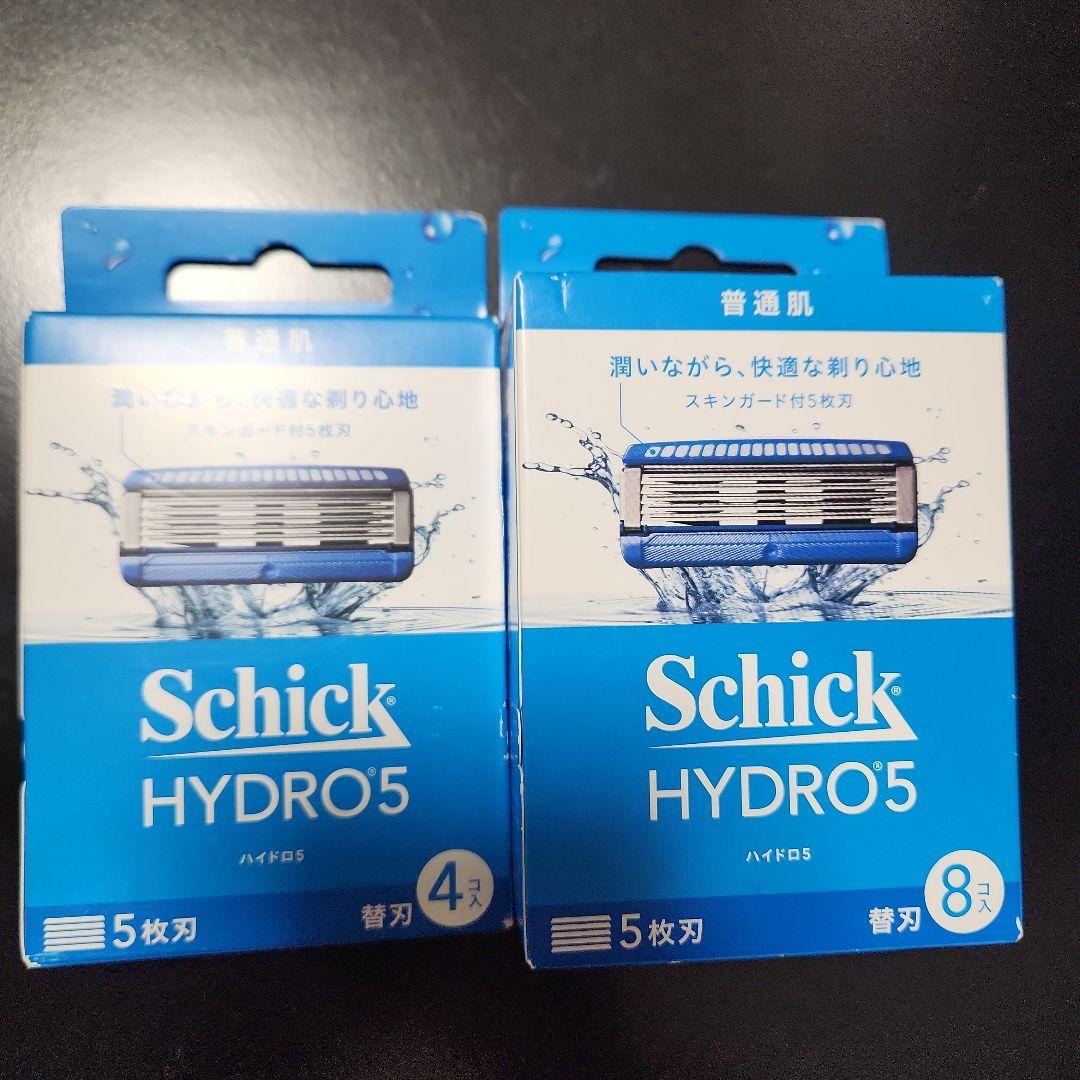 普通肌
潤いながら、快適な剃り心地
スキンガード付5枚刃
Schick®
HYDRO®5
ハイドロ5
5枚刃
替刃
4コ入
普通肌
潤いながら、快適な剃り心地
スキンガード付5枚刃
Schick®
HYDRO®5
ハイドロ5
5枚刃
替刃
8コ入